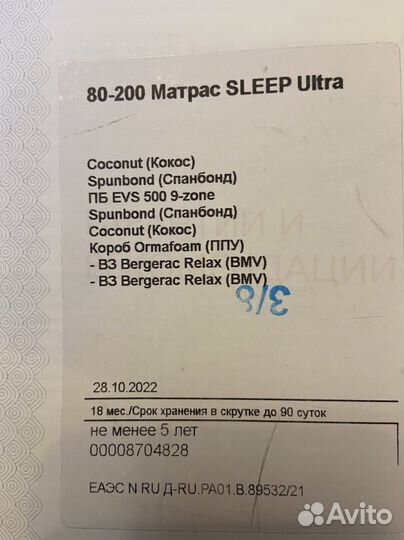 80-200 Матрас SLEEP Ultra
Coconut (Кокос)
Spunbond (Спанбонд)
ПБ EVS 500 9-zone
Spunbond (Спанбонд)
Coconut (Кокос)
Короб Ormafoam (ППУ)
- ВЗ Bergerac Relax (BMV)
- ВЗ Bergerac Relax (BMV)
3/8
28.10.2022
18 мес./Срок хранения в скрутке до 90 суток
не менее 5 лет
00008704828
ЕАЭС N RU Д-RU.РА01.В.89532/21
Avito